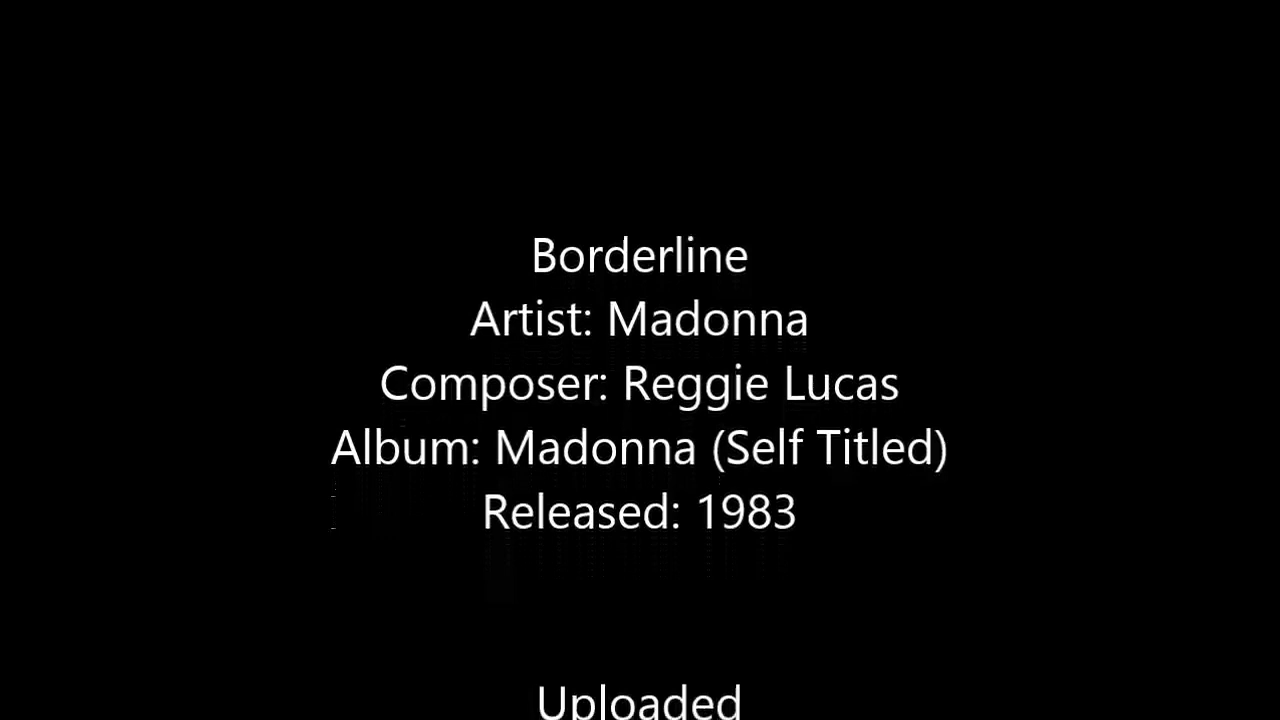 Borderline
Artist: Madonna
Composer: Reggie Lucas
Album: Madonna (Self Titled)
Released: 1983
Uploaded